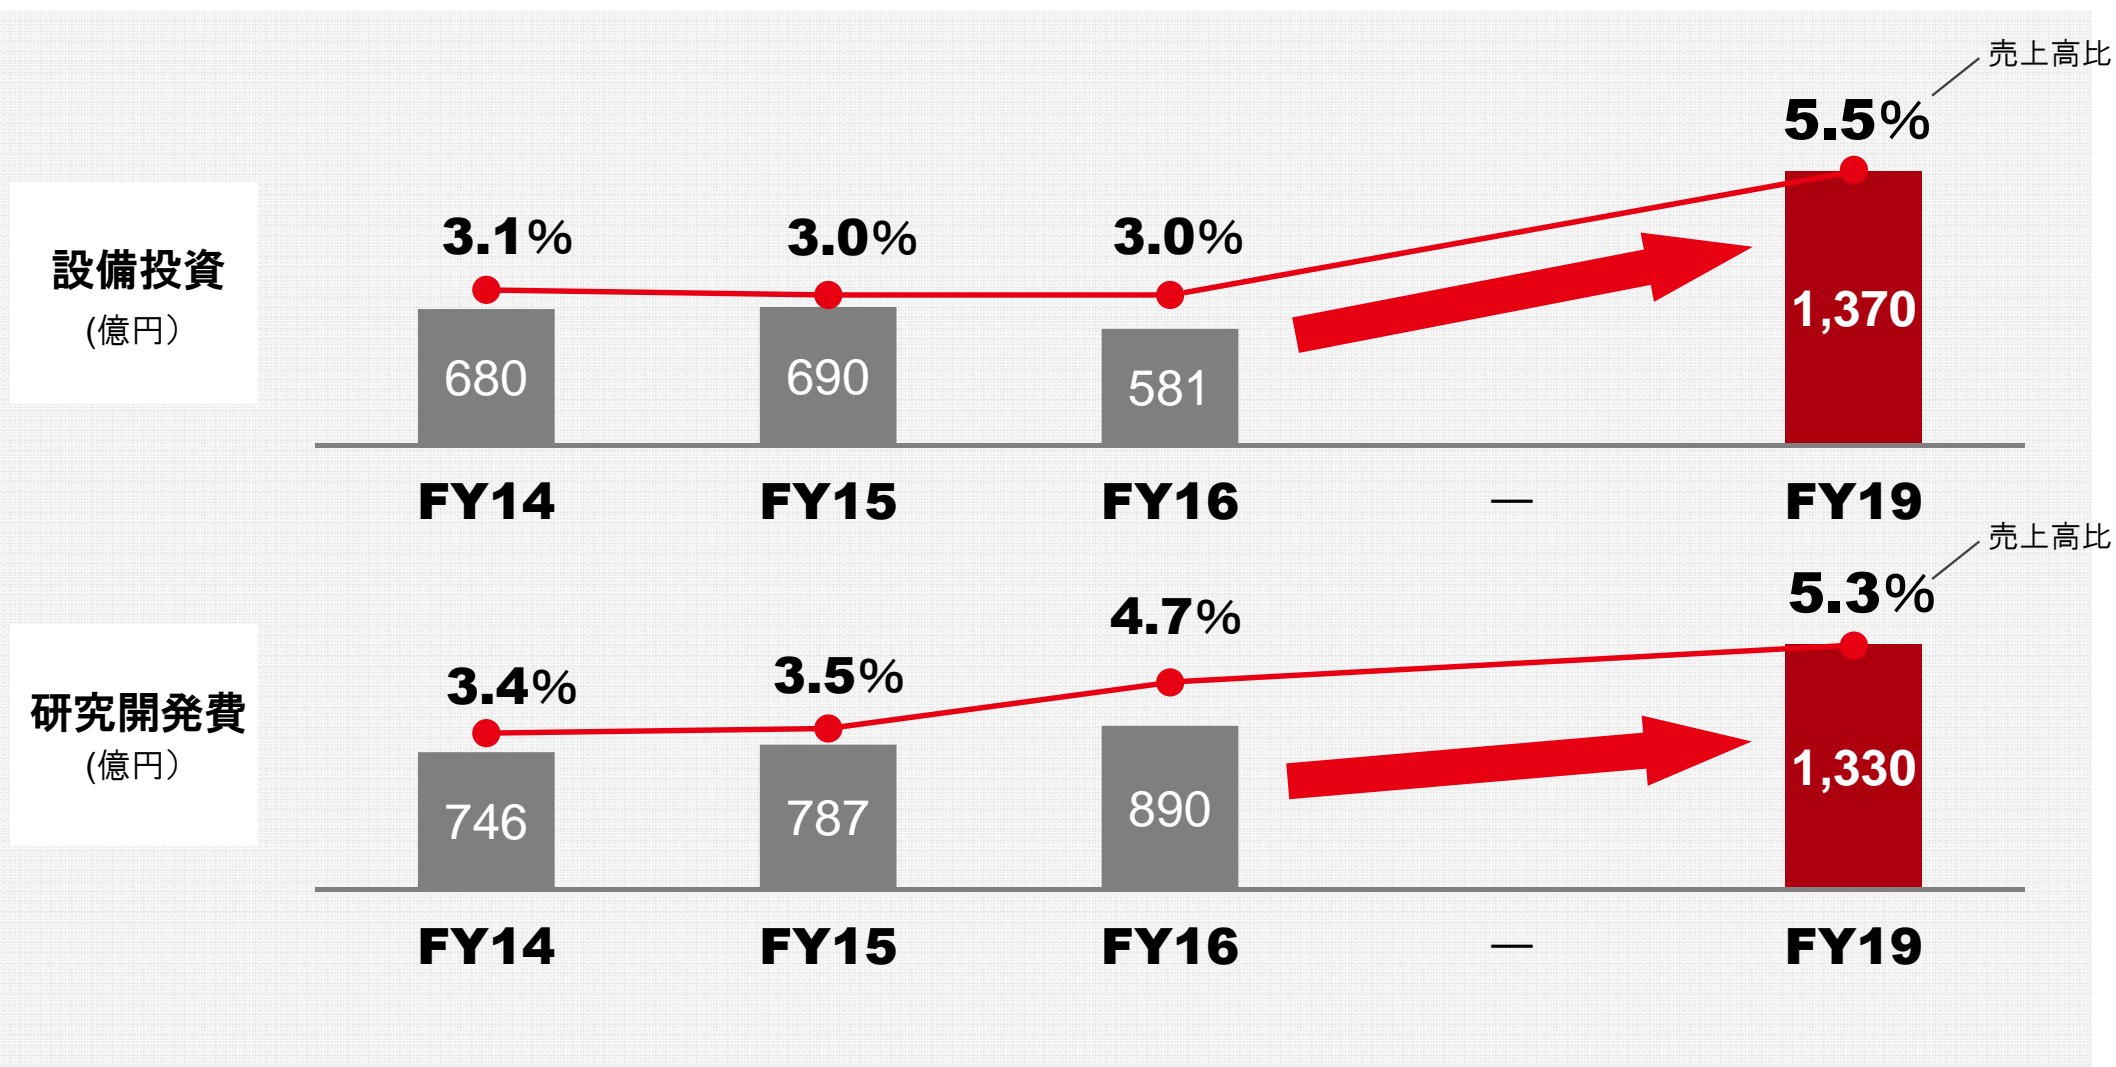 売上高比
5.5%
3.1% 3.0% 3.0%
設備投資
(億円）
680 690 581 1,370
FY14 FY15 FY16 － FY19
売上高比
5.3%
3.4% 3.5% 4.7%
研究開発費
(億円）
746 787 890 1,330
FY14 FY15 FY16 － FY19